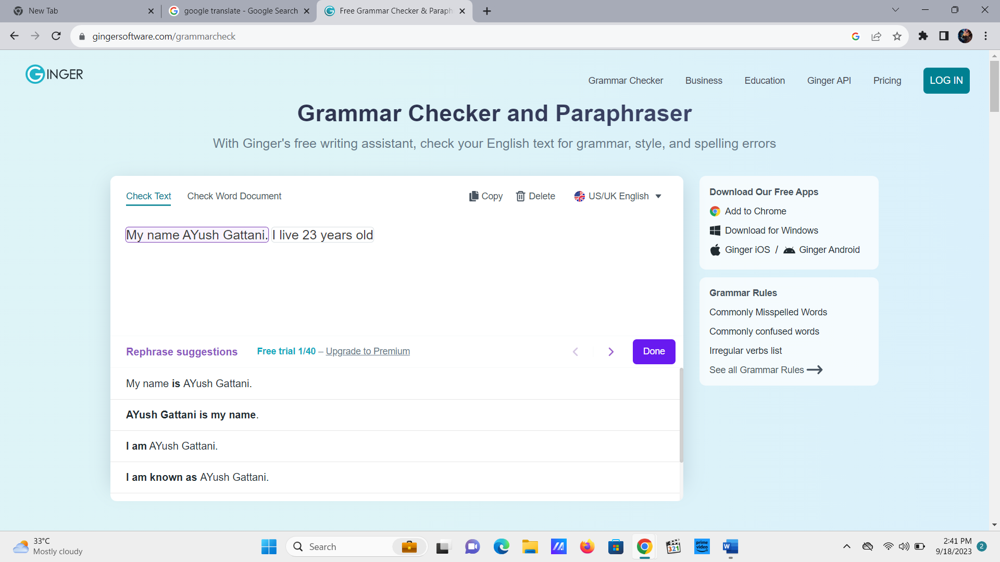 New Tab
google translate - Google Search
Free Grammar Checker & Paraph
gingersoftware.com/grammarcheck
GINGER
Grammar Checker
Business
Education
Ginger API
Pricing
LOG IN
Grammar Checker and Paraphraser
With Ginger's free writing assistant, check your English text for grammar, style, and spelling errors
Check Text
Check Word Document
Copy
Delete
US/UK English
My name AYush Gattani. I live 23 years old
Rephrase suggestions
Free trial 1/40 – Upgrade to Premium
Done
My name is AYush Gattani.
AYush Gattani is my name.
I am AYush Gattani.
I am known as AYush Gattani.
Download Our Free Apps
Add to Chrome
Download for Windows
Ginger iOS / Ginger Android
Grammar Rules
Commonly Misspelled Words
Commonly confused words
Irregular verbs list
See all Grammar Rules
33°C
Mostly cloudy
Search
321
prime video
W
2:41 PM
9/18/2023
2